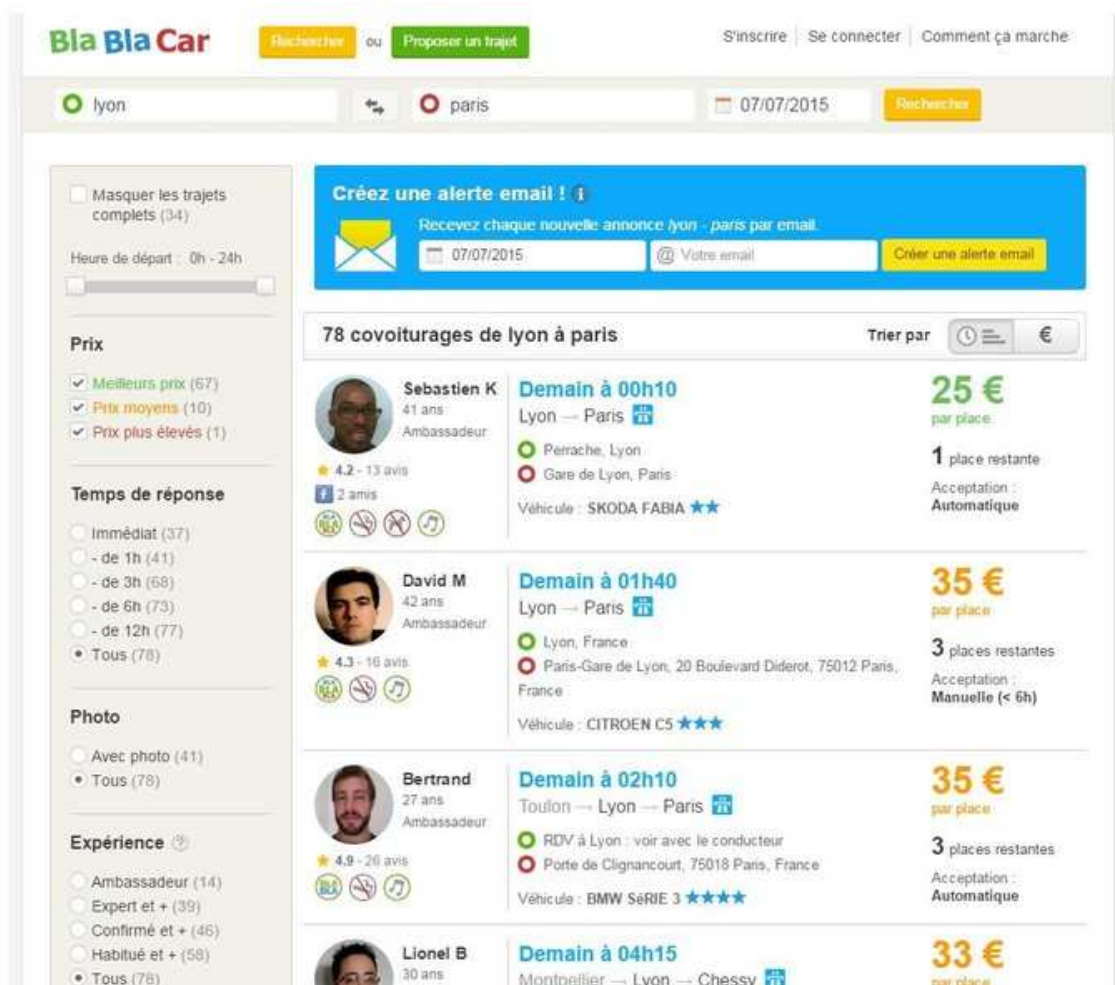 Bla Bla Car
Rechercher ou Proposer un trajet
S'inscrire Se connecter Comment ça marche
lyon paris 07/07/2015 Rechercher
Masquer les trajets
complets (34)
Heure de départ : 0h - 24h
Prix
Meilleurs prix (67)
Prix moyens (10)
Prix plus élevés (1)
Temps de réponse
Immédiat (37)
- de 1h (41)
- de 3h (68)
- de 6h (73)
- de 12h (77)
Tous (78)
Photo
Avec photo (41)
Tous (78)
Expérience ?
Ambassadeur (14)
Expert et + (39)
Confirmé et + (46)
Habitué et + (58)
Tous (78)
Créez une alerte email ! i
Recevez chaque nouvelle annonce lyon - paris par email.
07/07/2015 @ Votre email Créer une alerte email
78 covoiturages de lyon à paris
Trier par €
Sebastien K
41 ans
Ambassadeur
4.2 - 13 avis
f 2 amis
Demain à 00h10
Lyon → Paris
Perrache, Lyon
Gare de Lyon, Paris
Véhicule : SKODA FABIA ★★
25 €
par place
1 place restante
Acceptation :
Automatique
David M
42 ans
Ambassadeur
4.3 - 16 avis
Demain à 01h40
Lyon → Paris
Lyon, France
Paris-Gare de Lyon, 20 Boulevard Diderot, 75012 Paris,
France
Véhicule : CITROEN C5 ★★★
35 €
par place
3 places restantes
Acceptation :
Manuelle (< 6h)
Bertrand
27 ans
Ambassadeur
4.9 - 26 avis
Demain à 02h10
Toulon → Lyon → Paris
RDV à Lyon : voir avec le conducteur
Porte de Clignancourt, 75018 Paris, France
Véhicule : BMW SéRIE 3 ★★★★
35 €
par place
3 places restantes
Acceptation :
Automatique
Lionel B
30 ans
Demain à 04h15
Montpellier → Lyon → Chessy
33 €
par place